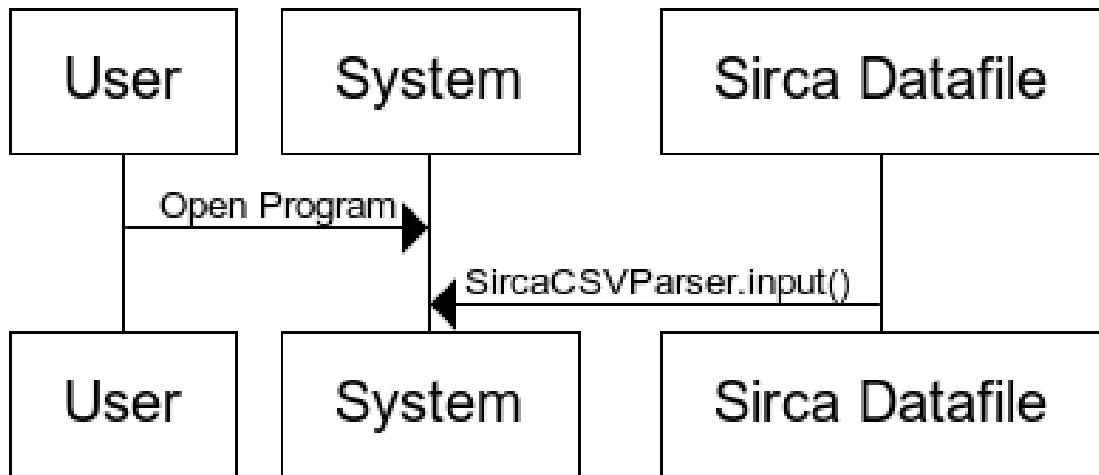 User
System
Sirca Datafile
Open Program
SircaCSVParser.input()
User
System
Sirca Datafile